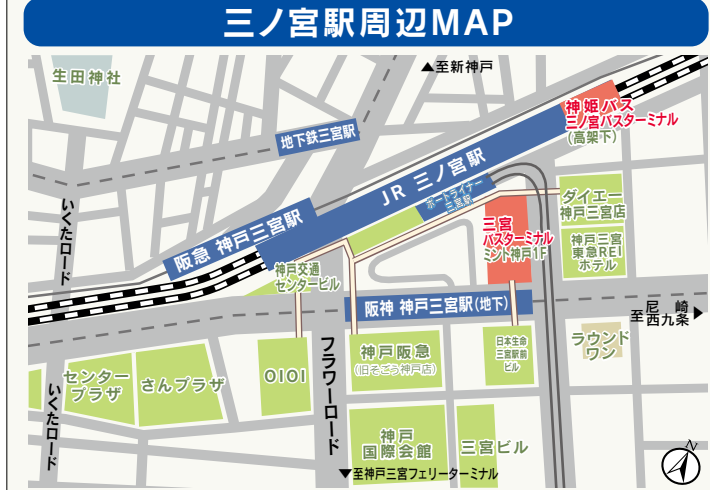 三ノ宮駅周辺MAP
▲至新神戸
生田神社
神姫バス
三ノ宮バスターミナル
(高架下)
地下鉄三宮駅
JR 三ノ宮駅
ポートライナー
三宮駅
ダイエー
神戸三宮店
いくたロード
阪急 神戸三宮駅
三宮
バスターミナル
ミント神戸1F
神戸三宮
東急REI
ホテル
神戸交通
センタービル
阪神 神戸三宮駅(地下)
至
尼崎
西九条
▶
フラワーロード
神戸阪急
(旧そごう神戸店)
日本生命
三宮駅前
ビル
ラウンド
ワン
センター
プラザ
さんプラザ
OIOI
いくたロード
神戸
国際会館
三宮ビル
▼至神戸三宮フェリーターミナル
N